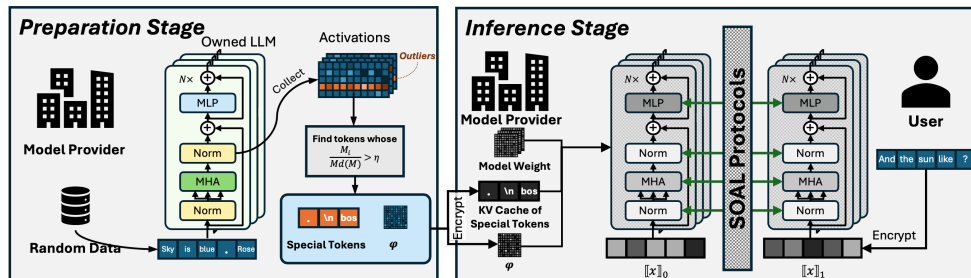 Preparation Stage
Owned LLM
Activations
Outliers
Collect
N×
MLP
Norm
MHA
Norm
Model Provider
Random Data
Sky is blue . Rose
Find tokens whose
M_i / Md(M) > η
. \n bos
Special Tokens
φ
Inference Stage
Model Provider
Model Weight
. \n bos
KV Cache of
Special Tokens
φ
Encrypt
N×
MLP
Norm
MHA
Norm
⟦x⟧₀
SOAL Protocols
N×
MLP
Norm
MHA
Norm
⟦x⟧₁
User
And the sun like ?
Encrypt